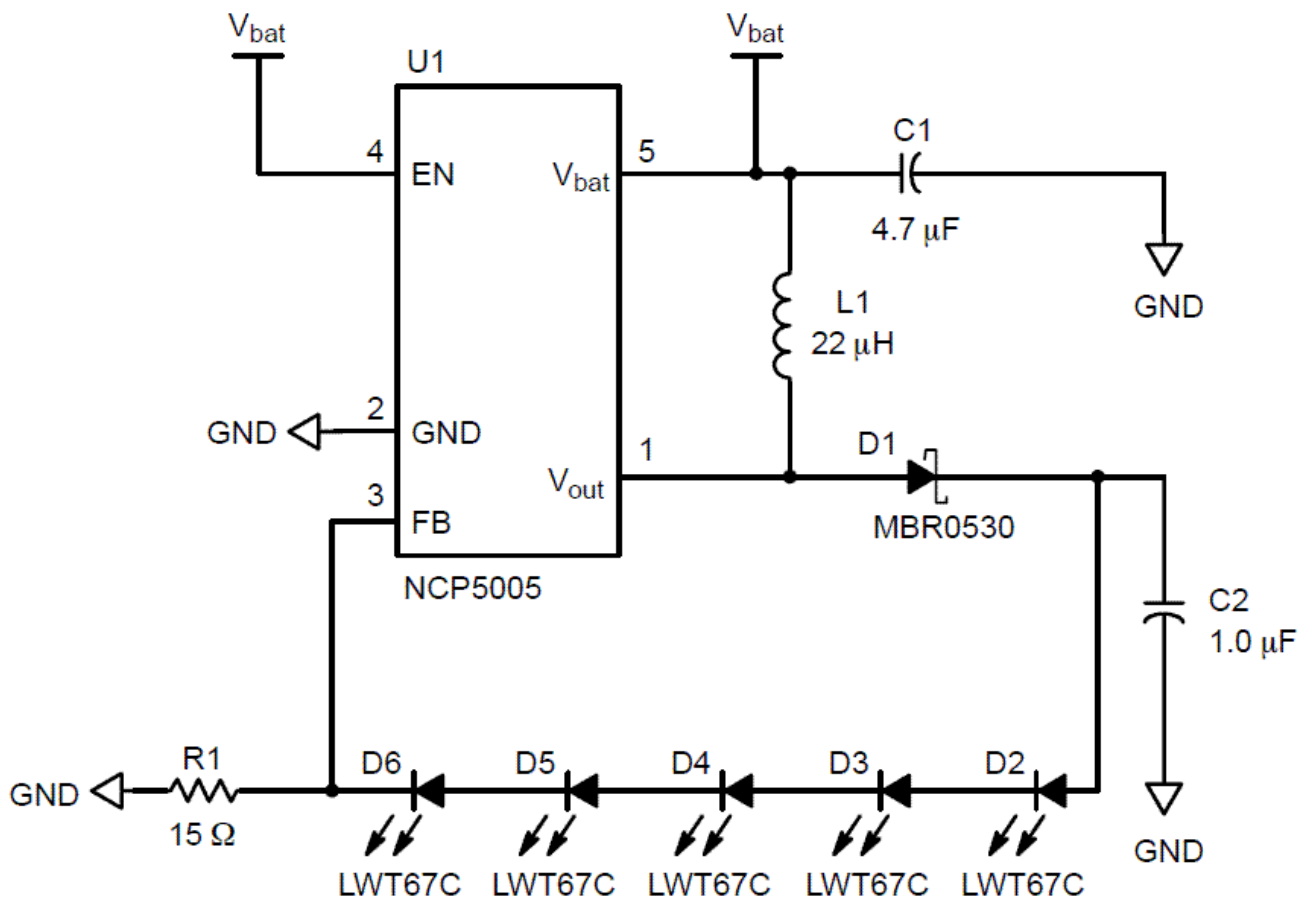 Vbat
Vbat
U1
C1
4
5
EN
Vbat
4.7 μF
L1
GND
22 μH
2
GND
GND
1
D1
3
Vout
FB
MBR0530
NCP5005
C2
1.0 μF
R1
D6
D5
D4
D3
D2
GND
15 Ω
GND
LWT67C
LWT67C
LWT67C
LWT67C
LWT67C